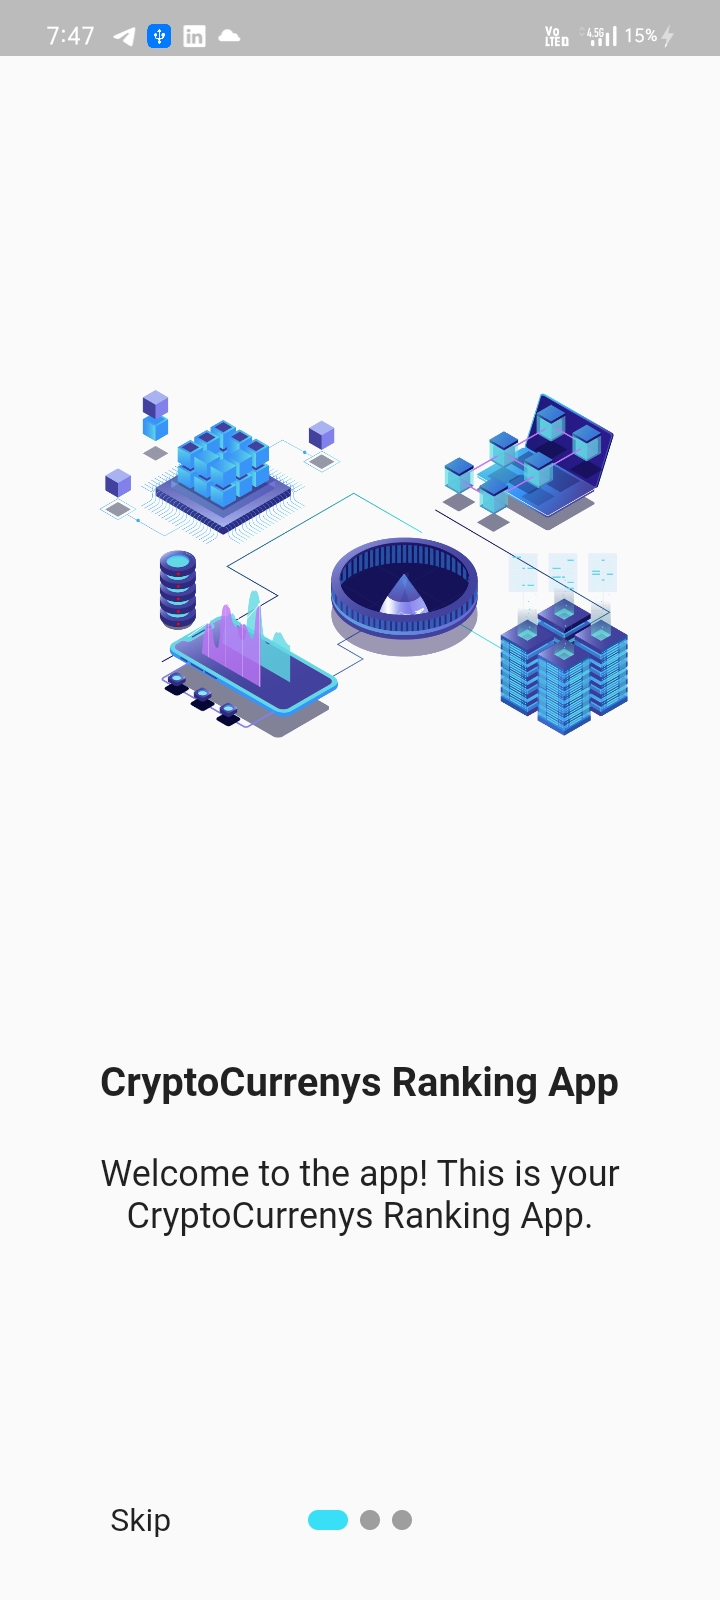 7:47
Vo LTE 4.5G 15%
CryptoCurrenys Ranking App
Welcome to the app! This is your
CryptoCurrenys Ranking App.
Skip